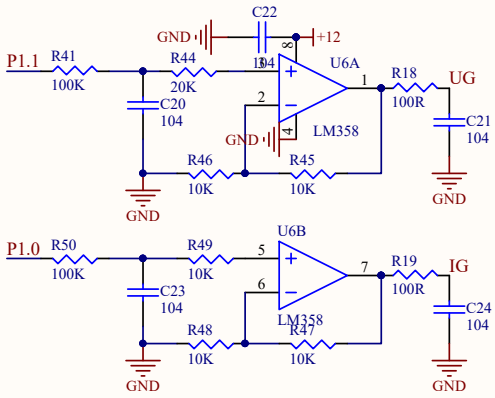 C22
GND
104
+12
8
P1.1
R41
100K
R44
20K
3
U6A
1
R18
100R
UG
C20
104
2
GND
4
LM358
C21
104
R46
10K
R45
10K
GND
GND
U6B
P1.0
R50
100K
R49
10K
5
7
R19
100R
IG
C23
104
6
C24
104
LM358
R48
10K
R47
10K
GND
GND